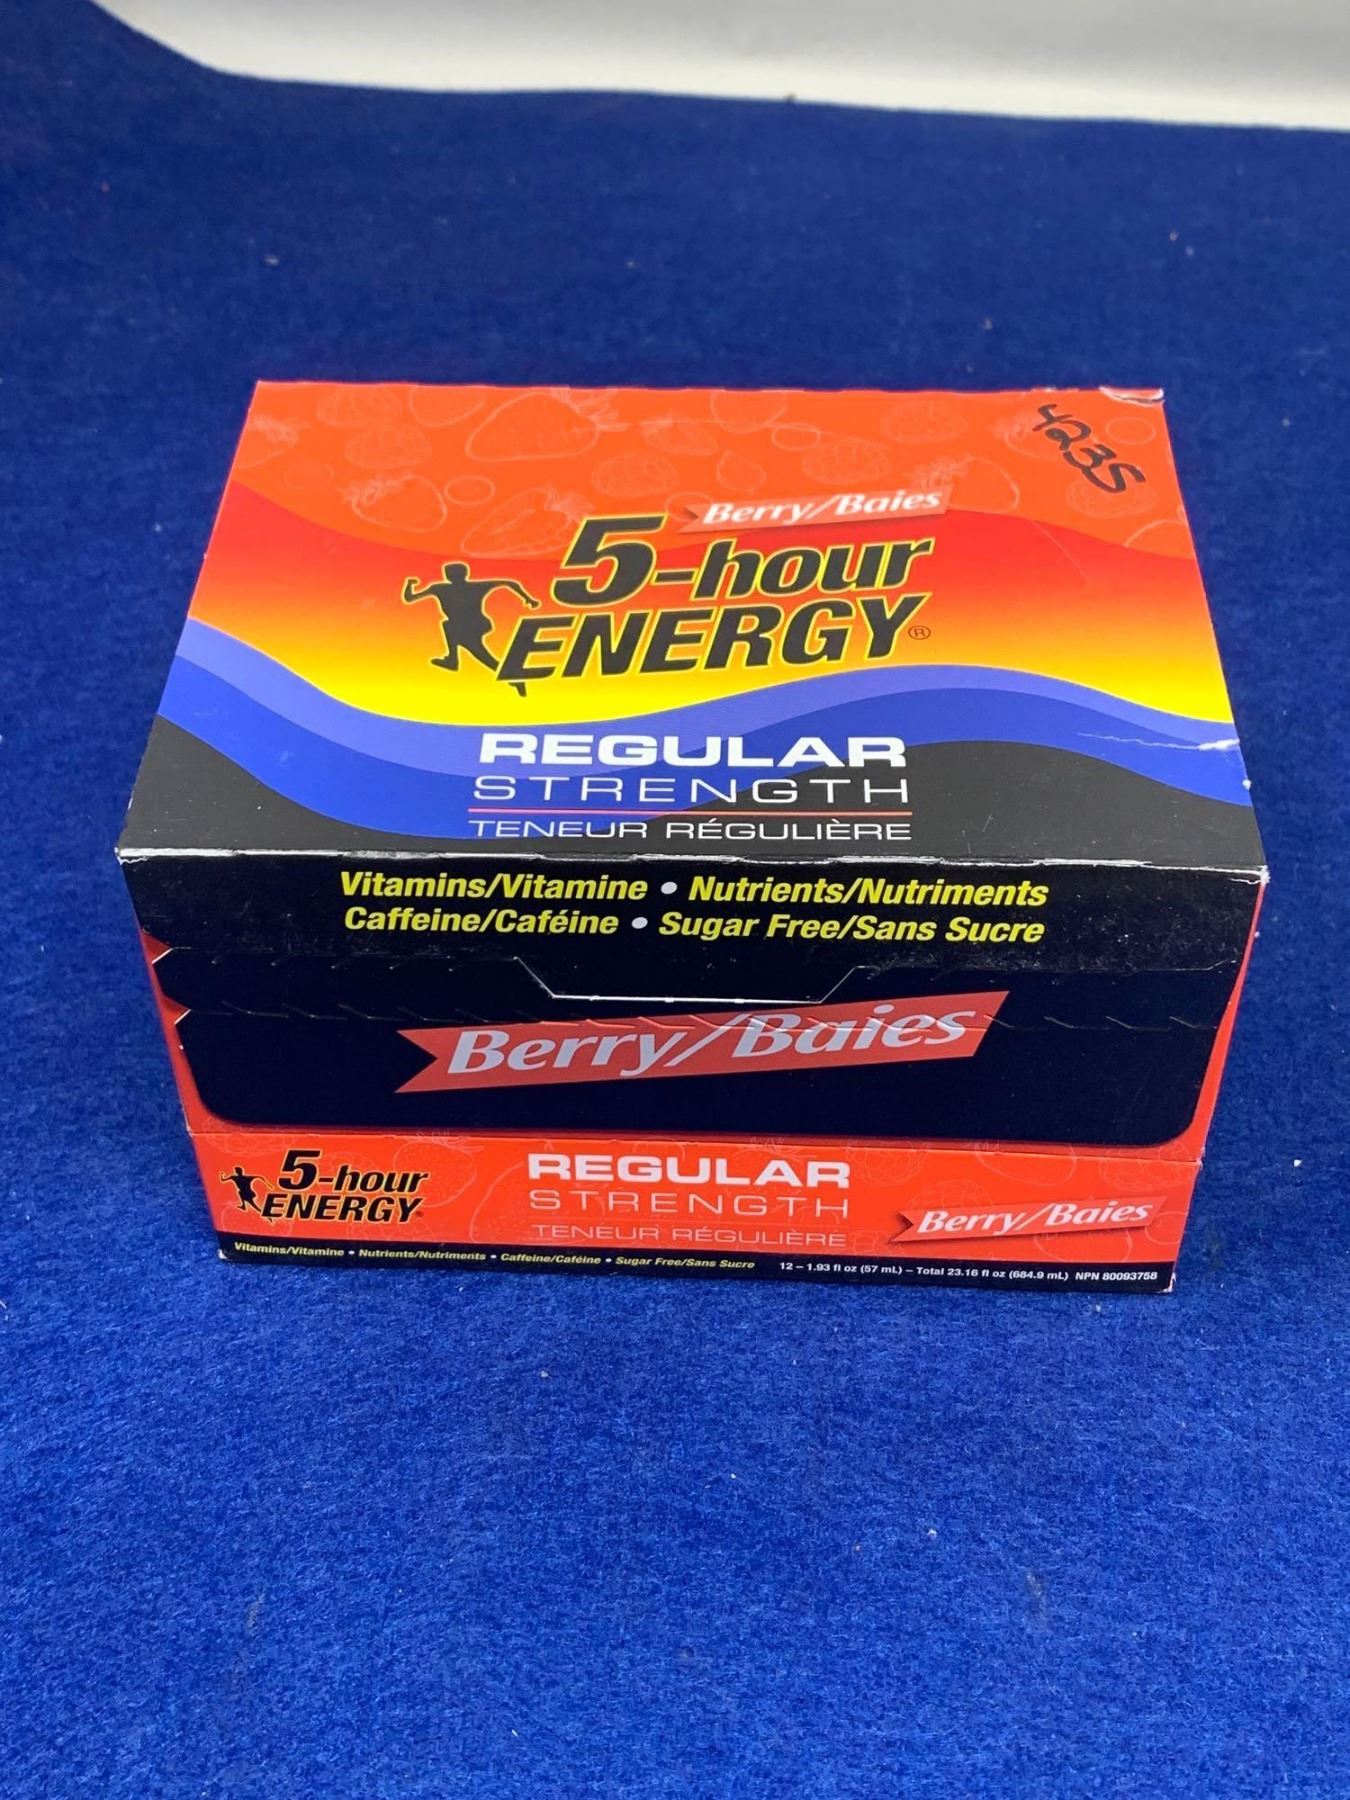 423S
Berry/Baies
5-hour
ENERGY®
REGULAR
STRENGTH
TENEUR RÉGULIÈRE
Vitamins/Vitamine • Nutrients/Nutriments
Caffeine/Caféine • Sugar Free/Sans Sucre
Berry/Baies
5-hour
ENERGY®
REGULAR
STRENGTH
TENEUR RÉGULIÈRE
Berry/Baies
Vitamins/Vitamine • Nutrients/Nutriments • Caffeine/Caféine • Sugar Free/Sans Sucre 12 – 1.93 fl oz (57 mL) – Total 23.16 fl oz (684.9 mL) NPN 80093758